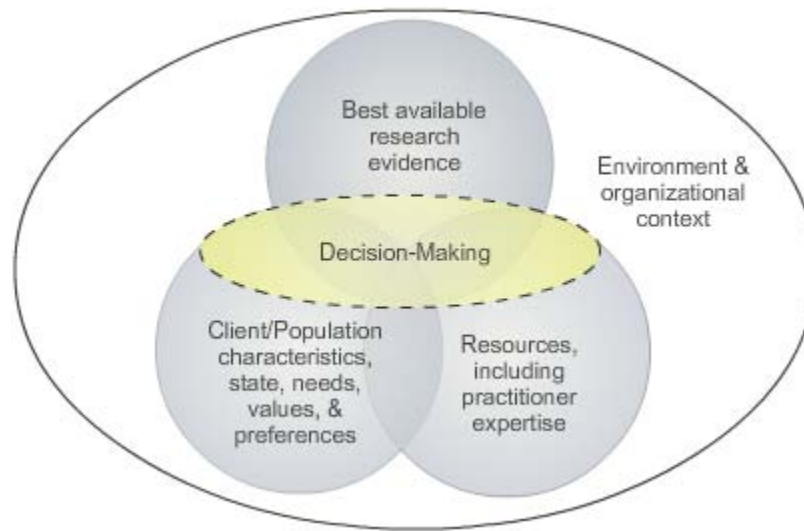 Best available
research
evidence
Environment &
organizational
context
Decision-Making
Client/Population
characteristics,
state, needs,
values, &
preferences
Resources,
including
practitioner
expertise